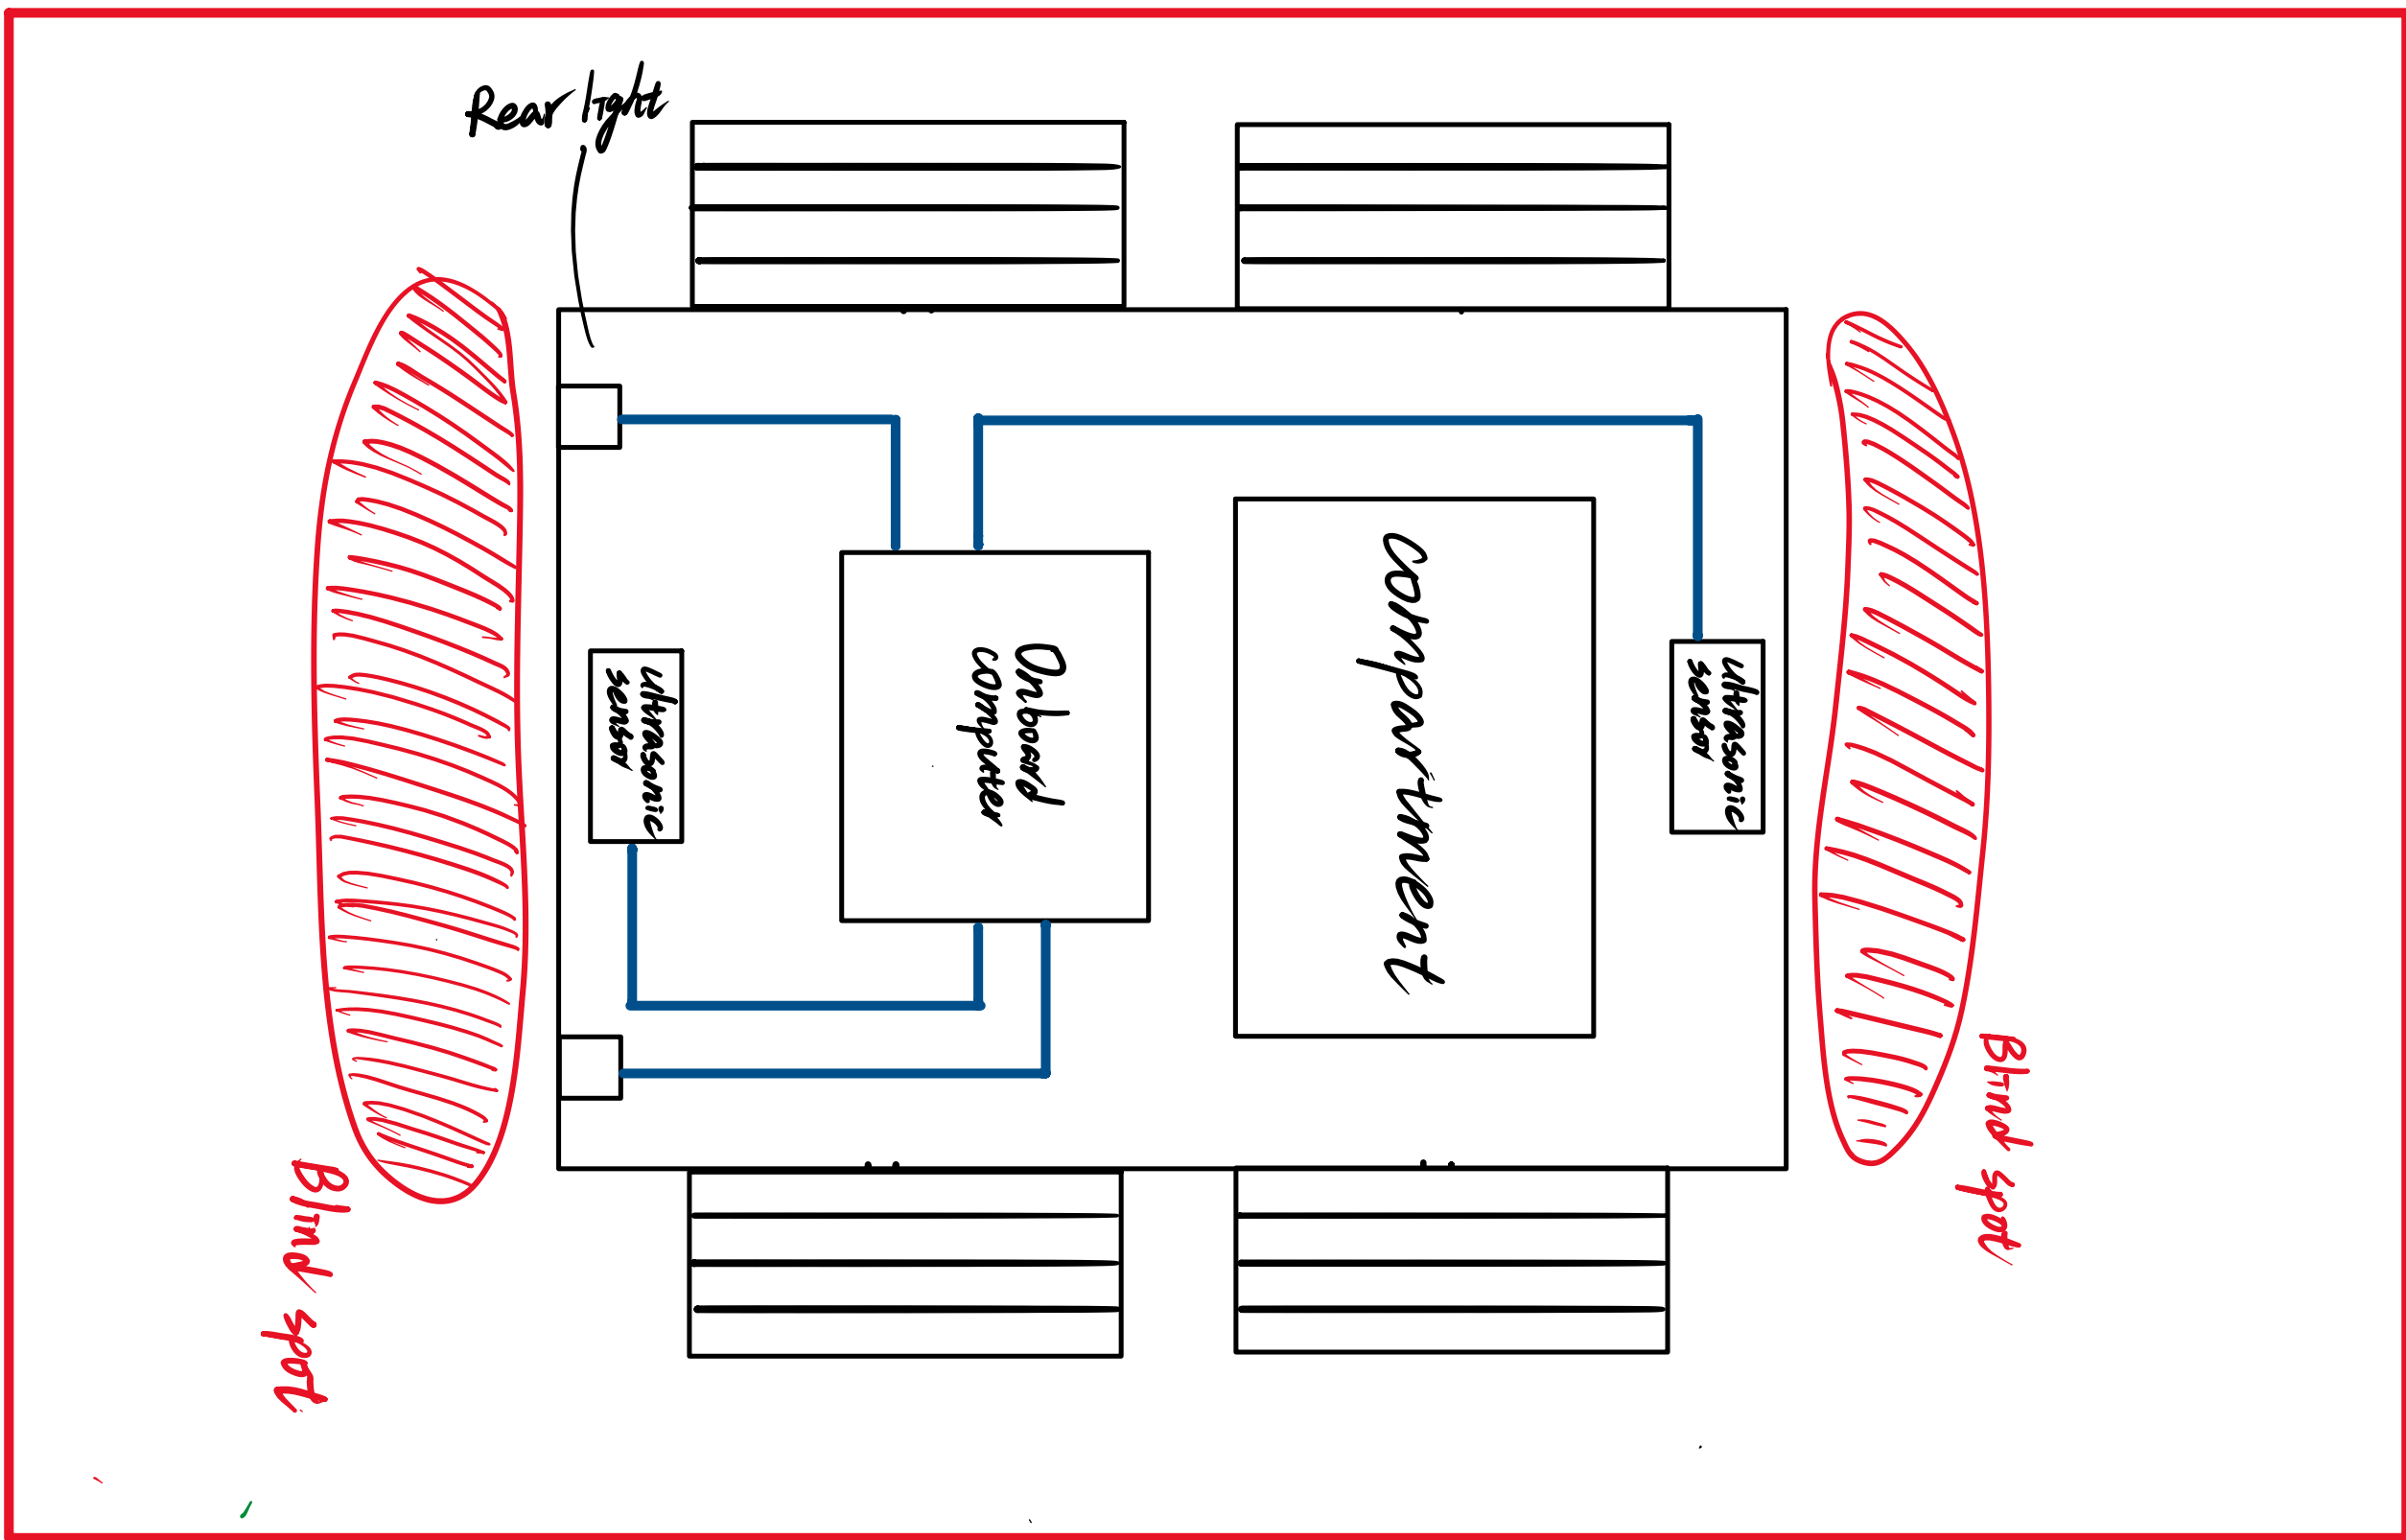 Rear light
Ultrasonic
sensor
Onboard
computer
compartment
Ultrasonic
sensor
Blind spot
Blind spot